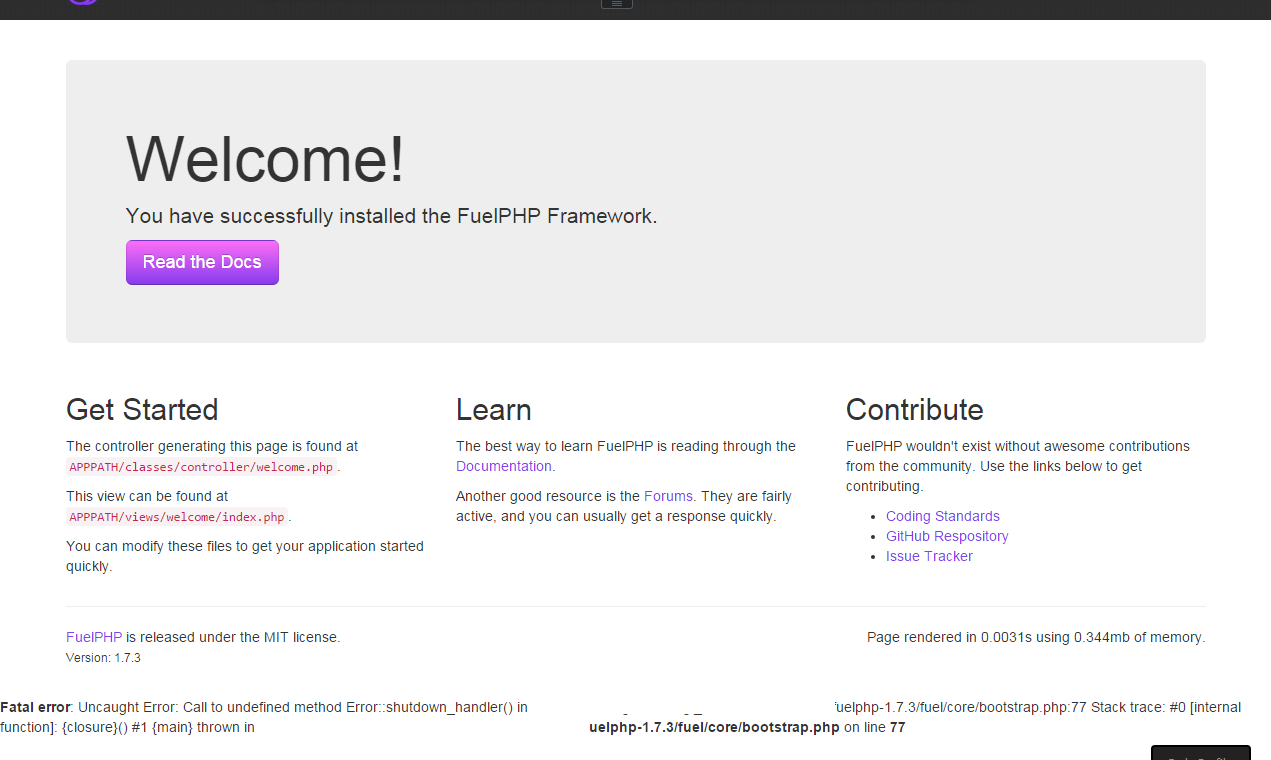 Welcome!
You have successfully installed the FuelPHP Framework.
Read the Docs
Get Started
The controller generating this page is found at
APPPATH/classes/controller/welcome.php .
This view can be found at
APPPATH/views/welcome/index.php .
You can modify these files to get your application started
quickly.
Learn
The best way to learn FuelPHP is reading through the
Documentation.
Another good resource is the Forums. They are fairly
active, and you can usually get a response quickly.
Contribute
FuelPHP wouldn't exist without awesome contributions
from the community. Use the links below to get
contributing.
• Coding Standards
• GitHub Respository
• Issue Tracker
FuelPHP is released under the MIT license.
Version: 1.7.3
Page rendered in 0.0031s using 0.344mb of memory.
Fatal error: Uncaught Error: Call to undefined method Error::shutdown_handler() in fuelphp-1.7.3/fuel/core/bootstrap.php:77 Stack trace: #0 [internal
function]: {closure}() #1 {main} thrown in uelphp-1.7.3/fuel/core/bootstrap.php on line 77